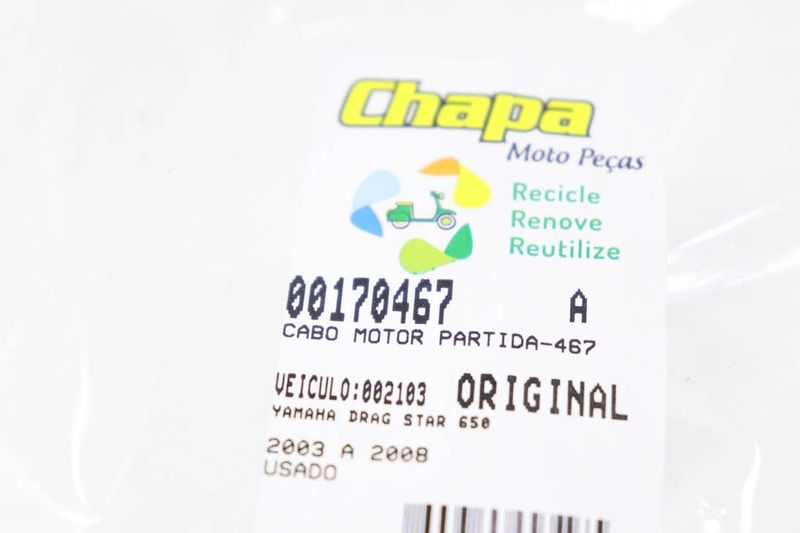 Chapa
Moto Peças
Recicle
Renove
Reutilize
00170467 A
CABO MOTOR PARTIDA-467
VEICULO:002103 ORIGINAL
YAMAHA DRAG STAR 650
2003 A 2008
USADO